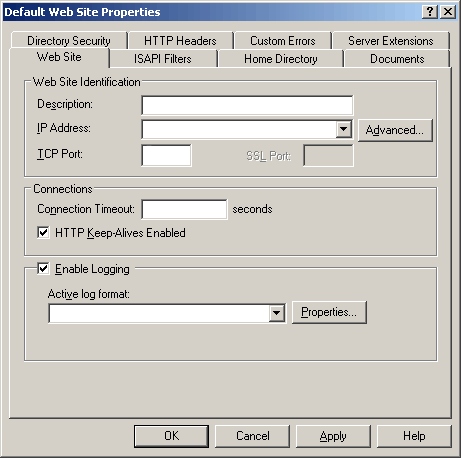 Default Web Site Properties
Directory Security HTTP Headers Custom Errors Server Extensions
Web Site ISAPI Filters Home Directory Documents
Web Site Identification
Description:
IP Address: Advanced...
TCP Port: SSL Port:
Connections
Connection Timeout: seconds
HTTP Keep-Alives Enabled
Enable Logging
Active log format:
Properties...
OK Cancel Apply Help